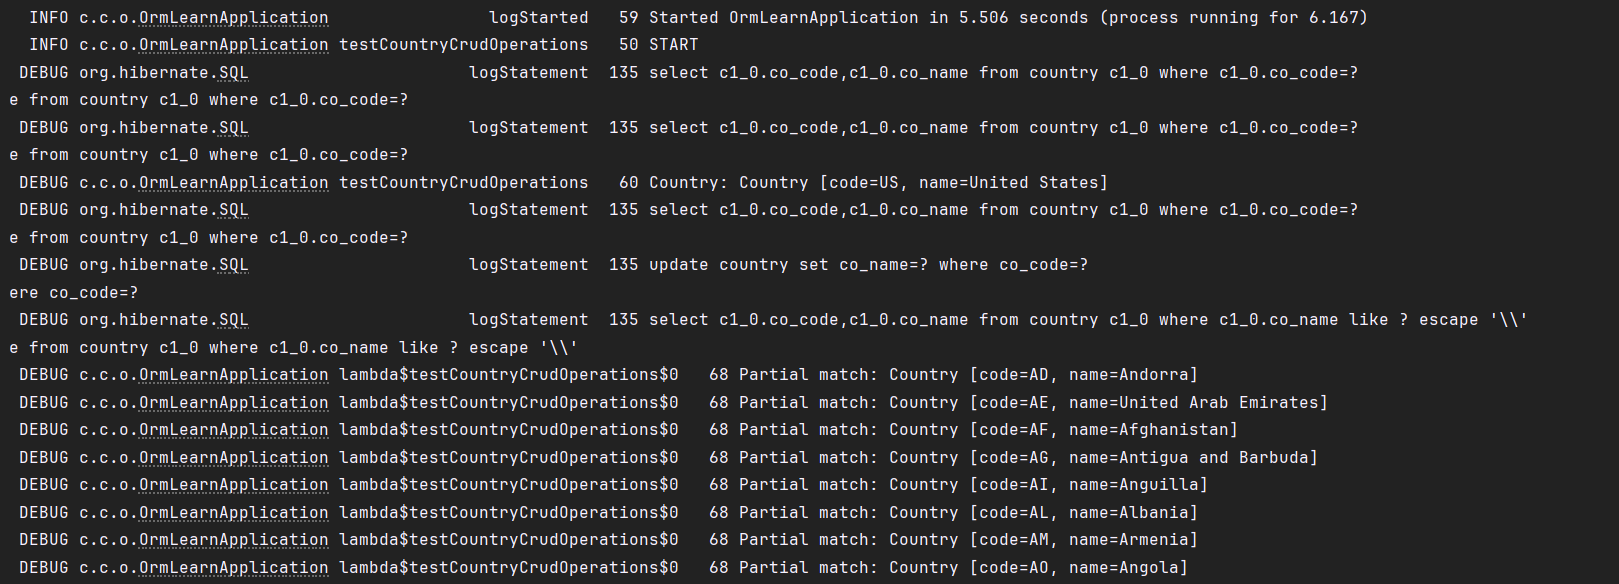 INFO c.c.o.OrmLearnApplication                logStarted   59 Started OrmLearnApplication in 5.506 seconds (process running for 6.167)
INFO c.c.o.OrmLearnApplication testCountryCrudOperations   50 START
DEBUG org.hibernate.SQL                      logStatement  135 select c1_0.co_code,c1_0.co_name from country c1_0 where c1_0.co_code=?
e from country c1_0 where c1_0.co_code=?
DEBUG org.hibernate.SQL                      logStatement  135 select c1_0.co_code,c1_0.co_name from country c1_0 where c1_0.co_code=?
e from country c1_0 where c1_0.co_code=?
DEBUG c.c.o.OrmLearnApplication testCountryCrudOperations   60 Country: Country [code=US, name=United States]
DEBUG org.hibernate.SQL                      logStatement  135 select c1_0.co_code,c1_0.co_name from country c1_0 where c1_0.co_code=?
e from country c1_0 where c1_0.co_code=?
DEBUG org.hibernate.SQL                      logStatement  135 update country set co_name=? where co_code=?
ere co_code=?
DEBUG org.hibernate.SQL                      logStatement  135 select c1_0.co_code,c1_0.co_name from country c1_0 where c1_0.co_name like ? escape '\\'
e from country c1_0 where c1_0.co_name like ? escape '\\'
DEBUG c.c.o.OrmLearnApplication lambda$testCountryCrudOperations$0   68 Partial match: Country [code=AD, name=Andorra]
DEBUG c.c.o.OrmLearnApplication lambda$testCountryCrudOperations$0   68 Partial match: Country [code=AE, name=United Arab Emirates]
DEBUG c.c.o.OrmLearnApplication lambda$testCountryCrudOperations$0   68 Partial match: Country [code=AF, name=Afghanistan]
DEBUG c.c.o.OrmLearnApplication lambda$testCountryCrudOperations$0   68 Partial match: Country [code=AG, name=Antigua and Barbuda]
DEBUG c.c.o.OrmLearnApplication lambda$testCountryCrudOperations$0   68 Partial match: Country [code=AI, name=Anguilla]
DEBUG c.c.o.OrmLearnApplication lambda$testCountryCrudOperations$0   68 Partial match: Country [code=AL, name=Albania]
DEBUG c.c.o.OrmLearnApplication lambda$testCountryCrudOperations$0   68 Partial match: Country [code=AM, name=Armenia]
DEBUG c.c.o.OrmLearnApplication lambda$testCountryCrudOperations$0   68 Partial match: Country [code=AO, name=Angola]